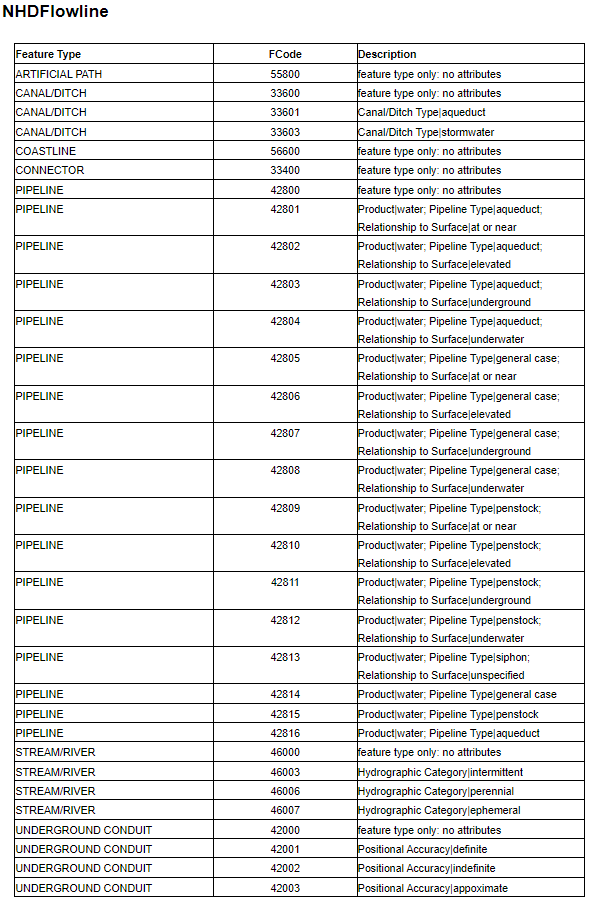 NHDFlowline
Feature Type FCode Description
ARTIFICIAL PATH 55800 feature type only: no attributes
CANAL/DITCH 33600 feature type only: no attributes
CANAL/DITCH 33601 Canal/Ditch Type|aqueduct
CANAL/DITCH 33603 Canal/Ditch Type|stormwater
COASTLINE 56600 feature type only: no attributes
CONNECTOR 33400 feature type only: no attributes
PIPELINE 42800 feature type only: no attributes
PIPELINE 42801 Product|water; Pipeline Type|aqueduct;
Relationship to Surface|at or near
PIPELINE 42802 Product|water; Pipeline Type|aqueduct;
Relationship to Surface|elevated
PIPELINE 42803 Product|water; Pipeline Type|aqueduct;
Relationship to Surface|underground
PIPELINE 42804 Product|water; Pipeline Type|aqueduct;
Relationship to Surface|underwater
PIPELINE 42805 Product|water; Pipeline Type|general case;
Relationship to Surface|at or near
PIPELINE 42806 Product|water; Pipeline Type|general case;
Relationship to Surface|elevated
PIPELINE 42807 Product|water; Pipeline Type|general case;
Relationship to Surface|underground
PIPELINE 42808 Product|water; Pipeline Type|general case;
Relationship to Surface|underwater
PIPELINE 42809 Product|water; Pipeline Type|penstock;
Relationship to Surface|at or near
PIPELINE 42810 Product|water; Pipeline Type|penstock;
Relationship to Surface|elevated
PIPELINE 42811 Product|water; Pipeline Type|penstock;
Relationship to Surface|underground
PIPELINE 42812 Product|water; Pipeline Type|penstock;
Relationship to Surface|underwater
PIPELINE 42813 Product|water; Pipeline Type|siphon;
Relationship to Surface|unspecified
PIPELINE 42814 Product|water; Pipeline Type|general case
PIPELINE 42815 Product|water; Pipeline Type|penstock
PIPELINE 42816 Product|water; Pipeline Type|aqueduct
STREAM/RIVER 46000 feature type only: no attributes
STREAM/RIVER 46003 Hydrographic Category|intermittent
STREAM/RIVER 46006 Hydrographic Category|perennial
STREAM/RIVER 46007 Hydrographic Category|ephemeral
UNDERGROUND CONDUIT 42000 feature type only: no attributes
UNDERGROUND CONDUIT 42001 Positional Accuracy|definite
UNDERGROUND CONDUIT 42002 Positional Accuracy|indefinite
UNDERGROUND CONDUIT 42003 Positional Accuracy|appoximate